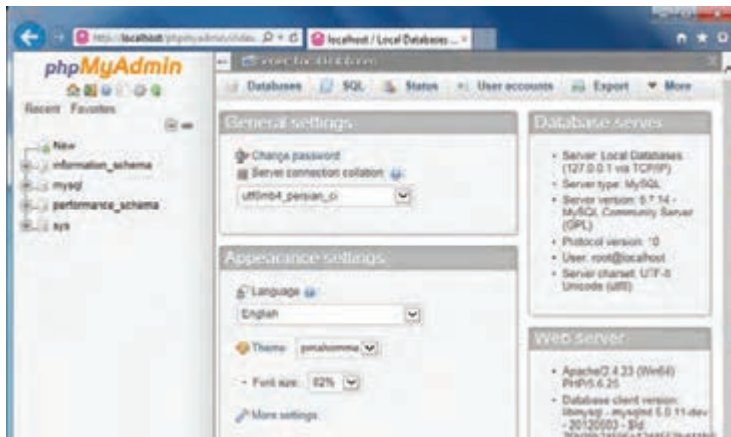 localhost / Local Databases ...
phpMyAdmin
Recent Favorites
New
information_schema
mysql
performance_schema
sys
Databases SQL Status User accounts Export More
General settings
Change password
Server connection collation
utf8mb4_persian_ci
Appearance settings
Language
English
Theme: pmahomme
Font size: 82%
More settings
Database server
Server: Local Databases
(127.0.0.1 via TCP/IP)
Server type: MySQL
Server version: 5.7.14 -
MySQL Community Server
(GPL)
Protocol version: 10
User: root@localhost
Server charset: UTF-8
Unicode (utf8)
Web server
Apache/2.4.23 (Win64)
PHP/5.6.25
Database client version:
libmysql - mysqlnd 5.0.11-dev
- 20120503 - $Id: